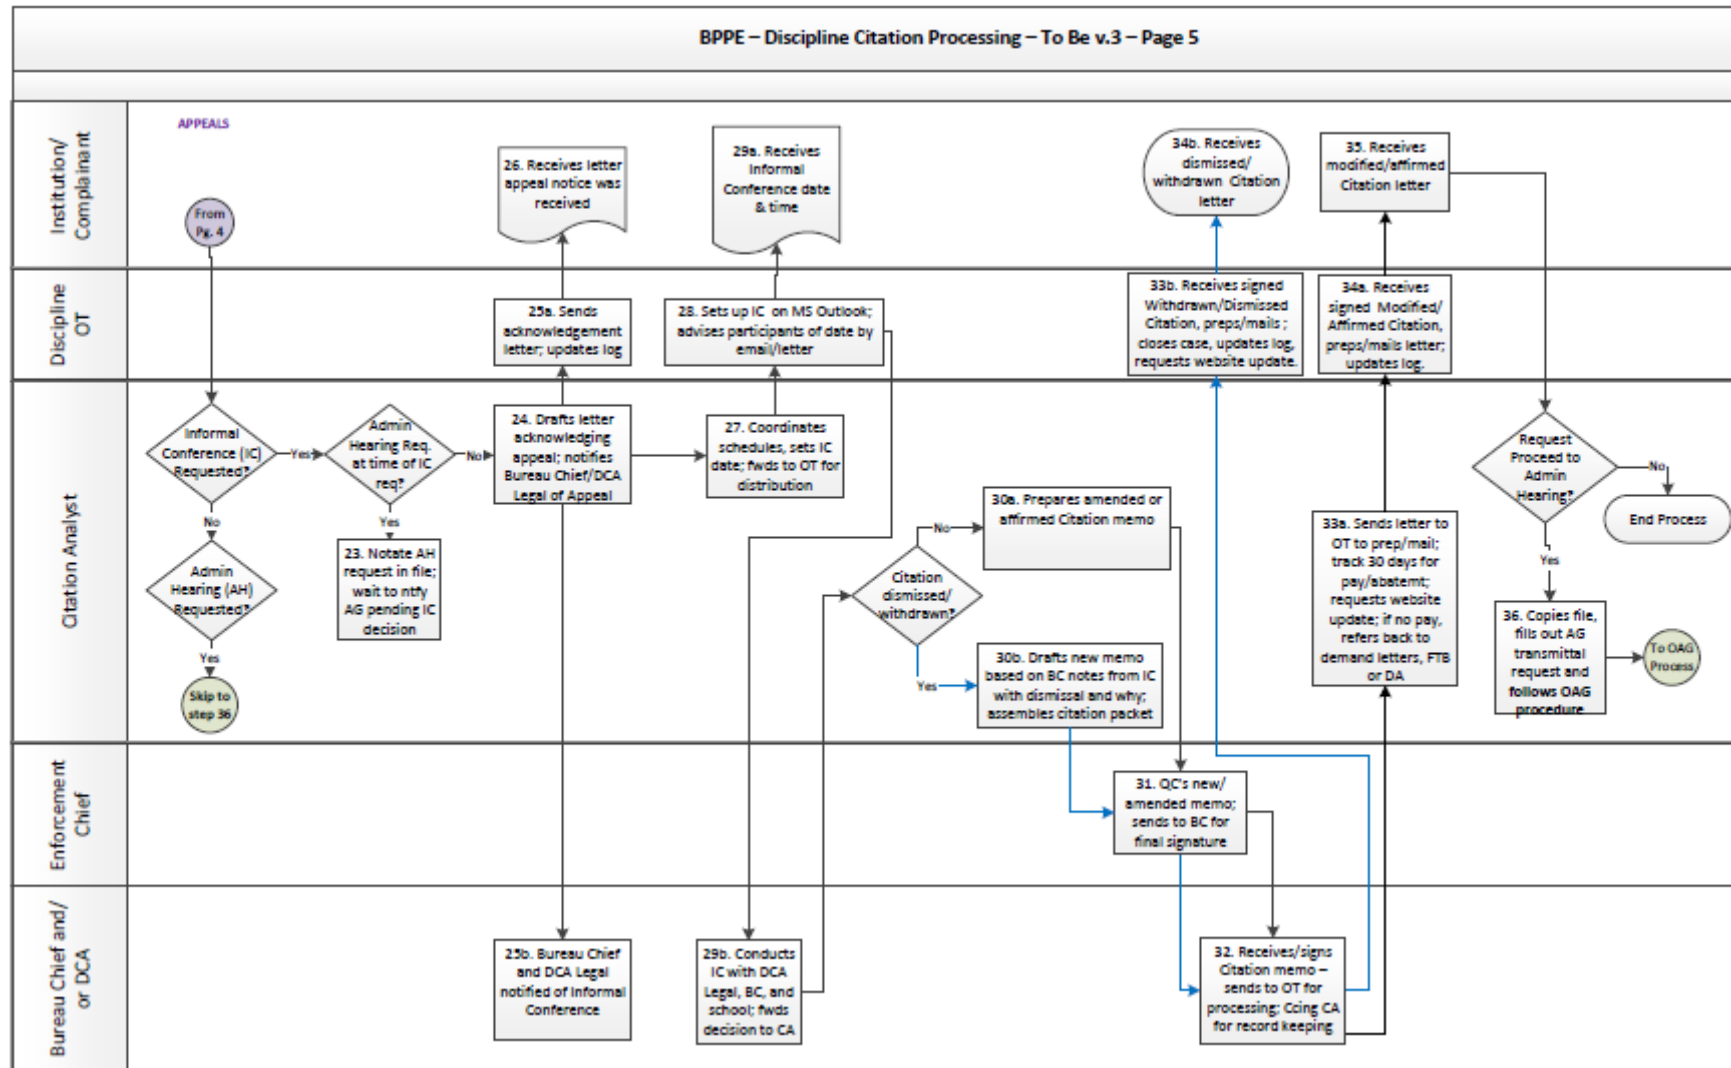 BPPE – Discipline Citation Processing – To Be v.3 – Page 5
Institution/
Complainant
APPEALS
From
Pg. 4
26. Receives letter
appeal notice was
received
29a. Receives
Informal
Conference date
& time
34b. Receives
dismissed/
withdrawn Citation
letter
35. Receives
modified/affirmed
Citation letter
Discipline
OT
25a. Sends
acknowledgement
letter; updates log
28. Sets up IC on MS Outlook;
advises participants of date by
email/letter
33b. Receives signed
Withdrawn/Dismissed
Citation, preps/mails ;
closes case, updates log,
requests website update.
34a. Receives
signed Modified/
Affirmed Citation,
preps/mails letter;
updates log.
Citation Analyst
Informal
Conference (IC)
Requested?
Yes
Admin
Hearing Req.
at time of IC
req?
No
24. Drafts letter
acknowledging
appeal; notifies
Bureau Chief/DCA
Legal of Appeal
27. Coordinates
schedules, sets IC
date; fwds to OT for
distribution
No
Admin
Hearing (AH)
Requested?
Yes
Skip to
step 36
Yes
23. Notate AH
request in file;
wait to ntfy
AG pending IC
decision
Citation
dismissed/
withdrawn?
No
30a. Prepares amended or
affirmed Citation memo
Yes
30b. Drafts new memo
based on BC notes from IC
with dismissal and why;
assembles citation packet
33a. Sends letter to
OT to prep/mail;
track 30 days for
pay/abatemt;
requests website
update; if no pay,
refers back to
demand letters, FTB
or DA
Request
Proceed to
Admin
Hearing?
No
End Process
Yes
36. Copies file,
fills out AG
transmittal
request and
follows OAG
procedure
To OAG
Process
Enforcement
Chief
31. QC's new/
amended memo;
sends to BC for
final signature
Bureau Chief and/
or DCA
25b. Bureau Chief
and DCA Legal
notified of Informal
Conference
29b. Conducts
IC with DCA
Legal, BC, and
school; fwds
decision to CA
32. Receives/signs
Citation memo –
sends to OT for
processing; Ccing CA
for record keeping